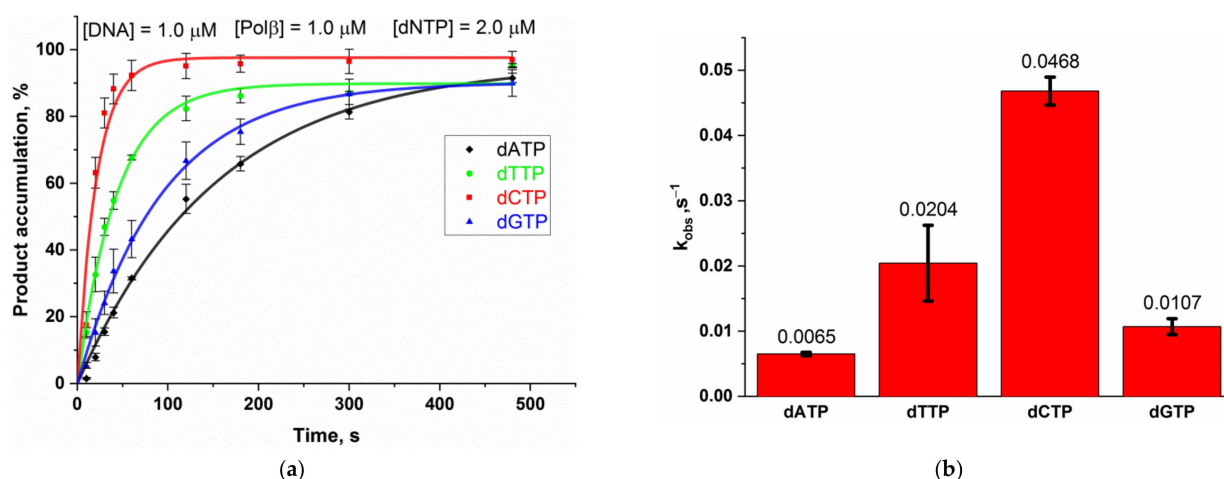 [DNA] = 1.0 μM [Polβ] = 1.0 μM [dNTP] = 2.0 μM
Product accumulation, %
100
80
60
40
20
0
dATP
dTTP
dCTP
dGTP
0 100 200 300 400 500
Time, s
(a)
kobs ,s⁻¹
0.05
0.04
0.03
0.02
0.01
0.00
0.0065
0.0204
0.0468
0.0107
dATP dTTP dCTP dGTP
(b)